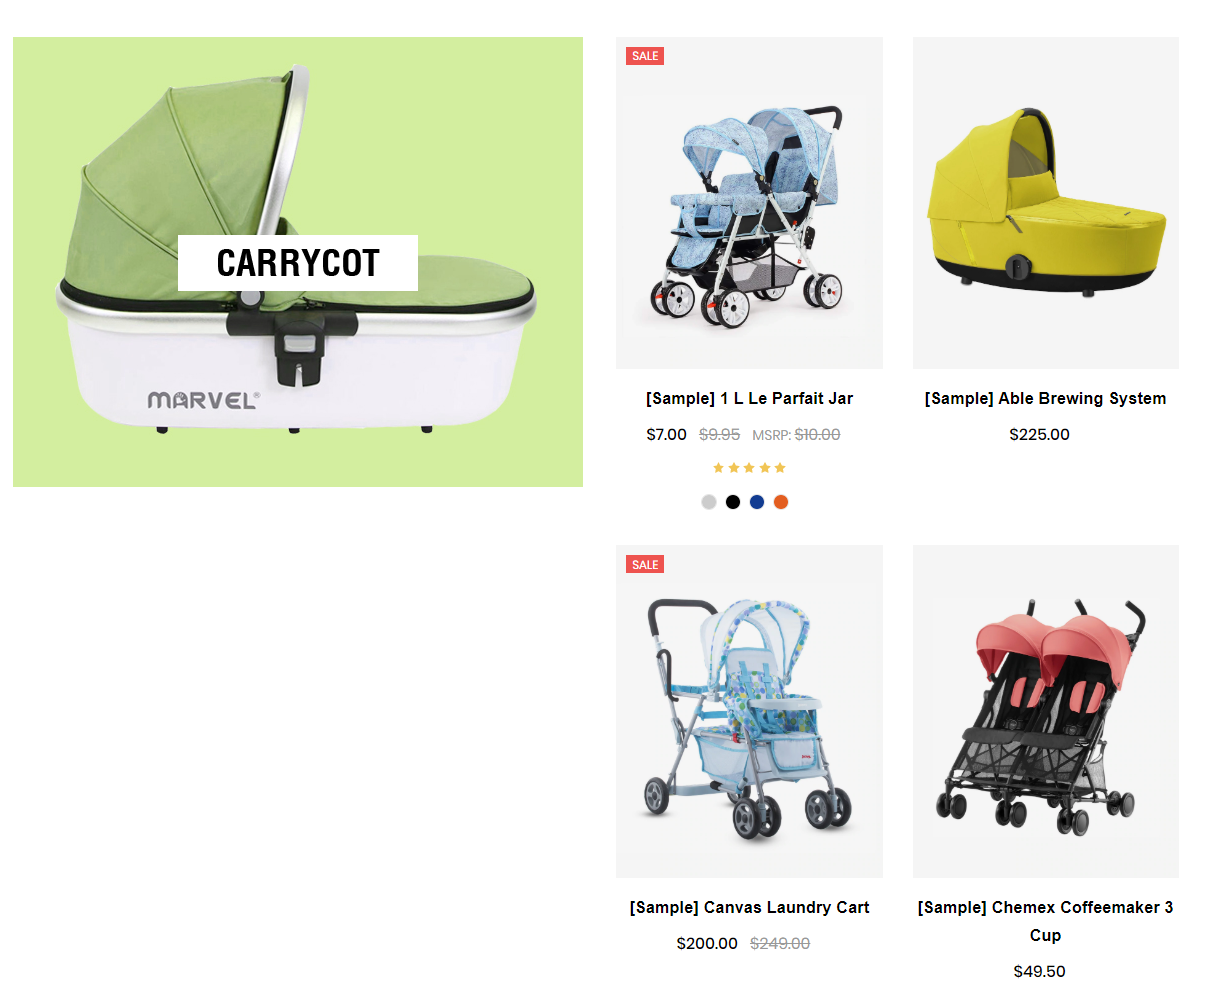 CARRYCOT
MARVEL®
SALE
[Sample] 1 L Le Parfait Jar
$7.00 $9.95 MSRP: $10.00
[Sample] Able Brewing System
$225.00
SALE
[Sample] Canvas Laundry Cart
$200.00 $249.00
[Sample] Chemex Coffeemaker 3
Cup
$49.50